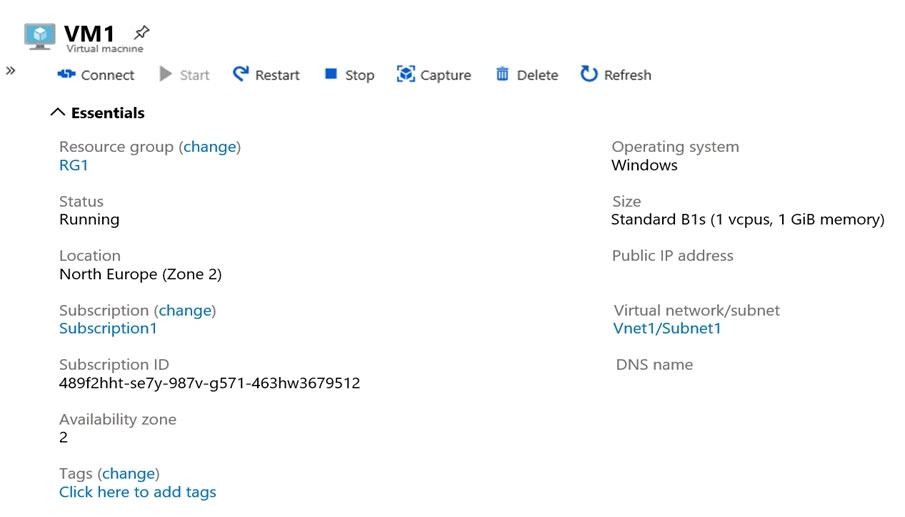 VM1
Virtual machine
»
Connect Start Restart Stop Capture Delete Refresh
Essentials
Resource group (change)
RG1
Status
Running
Location
North Europe (Zone 2)
Subscription (change)
Subscription1
Subscription ID
489f2hht-se7y-987v-g571-463hw3679512
Availability zone
2
Tags (change)
Click here to add tags
Operating system
Windows
Size
Standard B1s (1 vcpus, 1 GiB memory)
Public IP address
Virtual network/subnet
Vnet1/Subnet1
DNS name